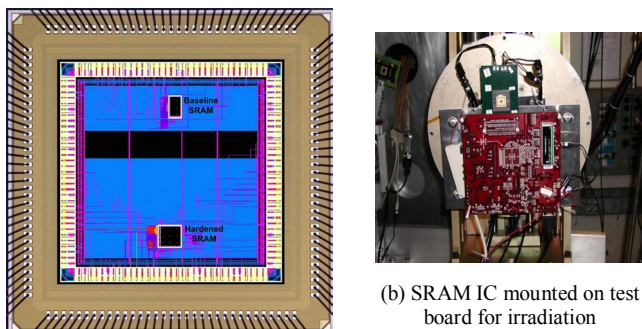 Baseline
SRAM
Hardened
SRAM
(b) SRAM IC mounted on test
board for irradiation